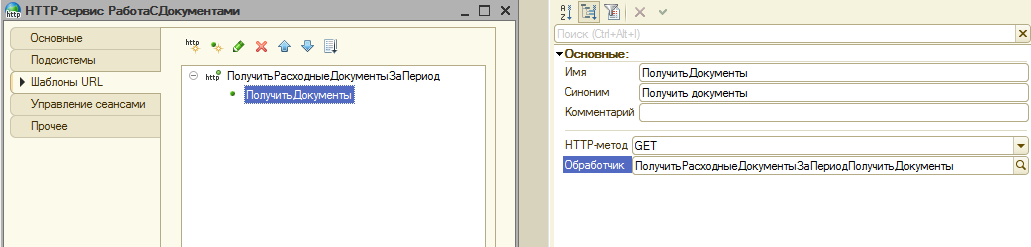 HTTP-сервис РаботаСДокументами
Основные
Подсистемы
Шаблоны URL
Управление сеансами
Прочее
http
http ПолучитьРасходныеДокументыЗаПериод
ПолучитьДокументы
Поиск (Ctrl+Alt+I)
Основные:
Имя ПолучитьДокументы
Синоним Получить документы
Комментарий
HTTP-метод GET
Обработчик ПолучитьРасходныеДокументыЗаПериодПолучитьДокументы